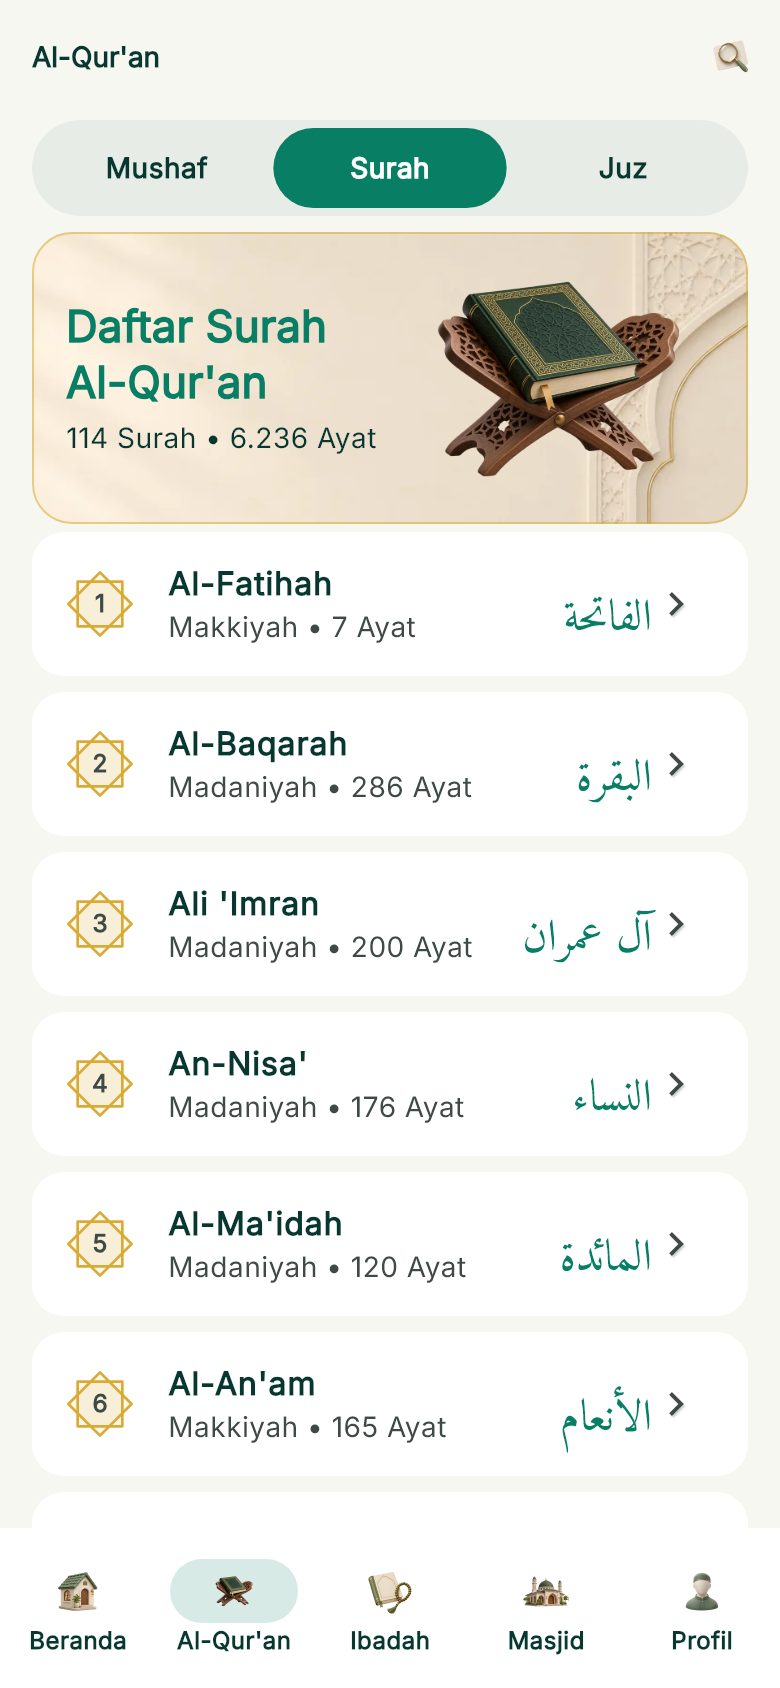 Al-Qur'an
Mushaf
Surah
Juz
Daftar Surah
Al-Qur'an
114 Surah • 6.236 Ayat
1
Al-Fatihah
Makkiyah • 7 Ayat
الفاتحة
2
Al-Baqarah
Madaniyah • 286 Ayat
البقرة
3
Ali 'Imran
Madaniyah • 200 Ayat
آل عمران
4
An-Nisa'
Madaniyah • 176 Ayat
النساء
5
Al-Ma'idah
Madaniyah • 120 Ayat
المائدة
6
Al-An'am
Makkiyah • 165 Ayat
الأنعام
Beranda
Al-Qur'an
Ibadah
Masjid
Profil